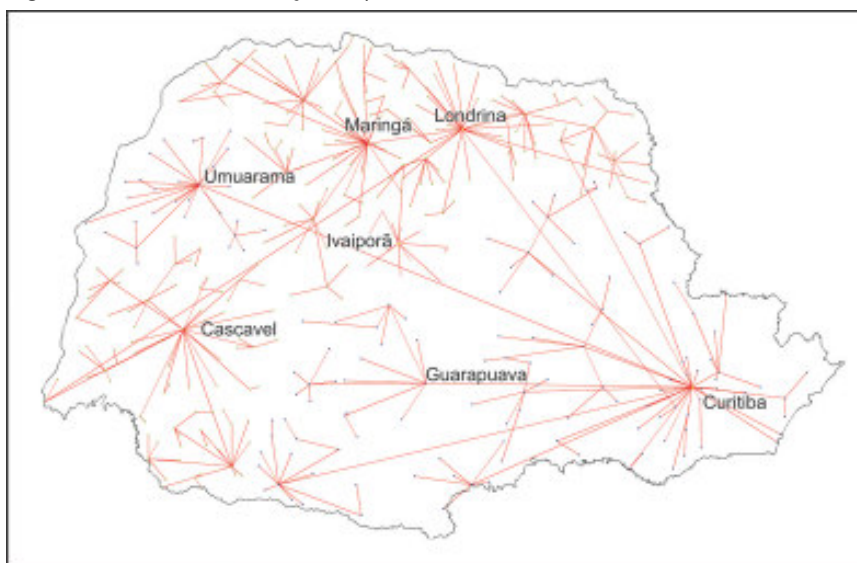 Londrina
Maringá
Umuarama
Ivaiporã
Cascavel
Guarapuava
Curitiba